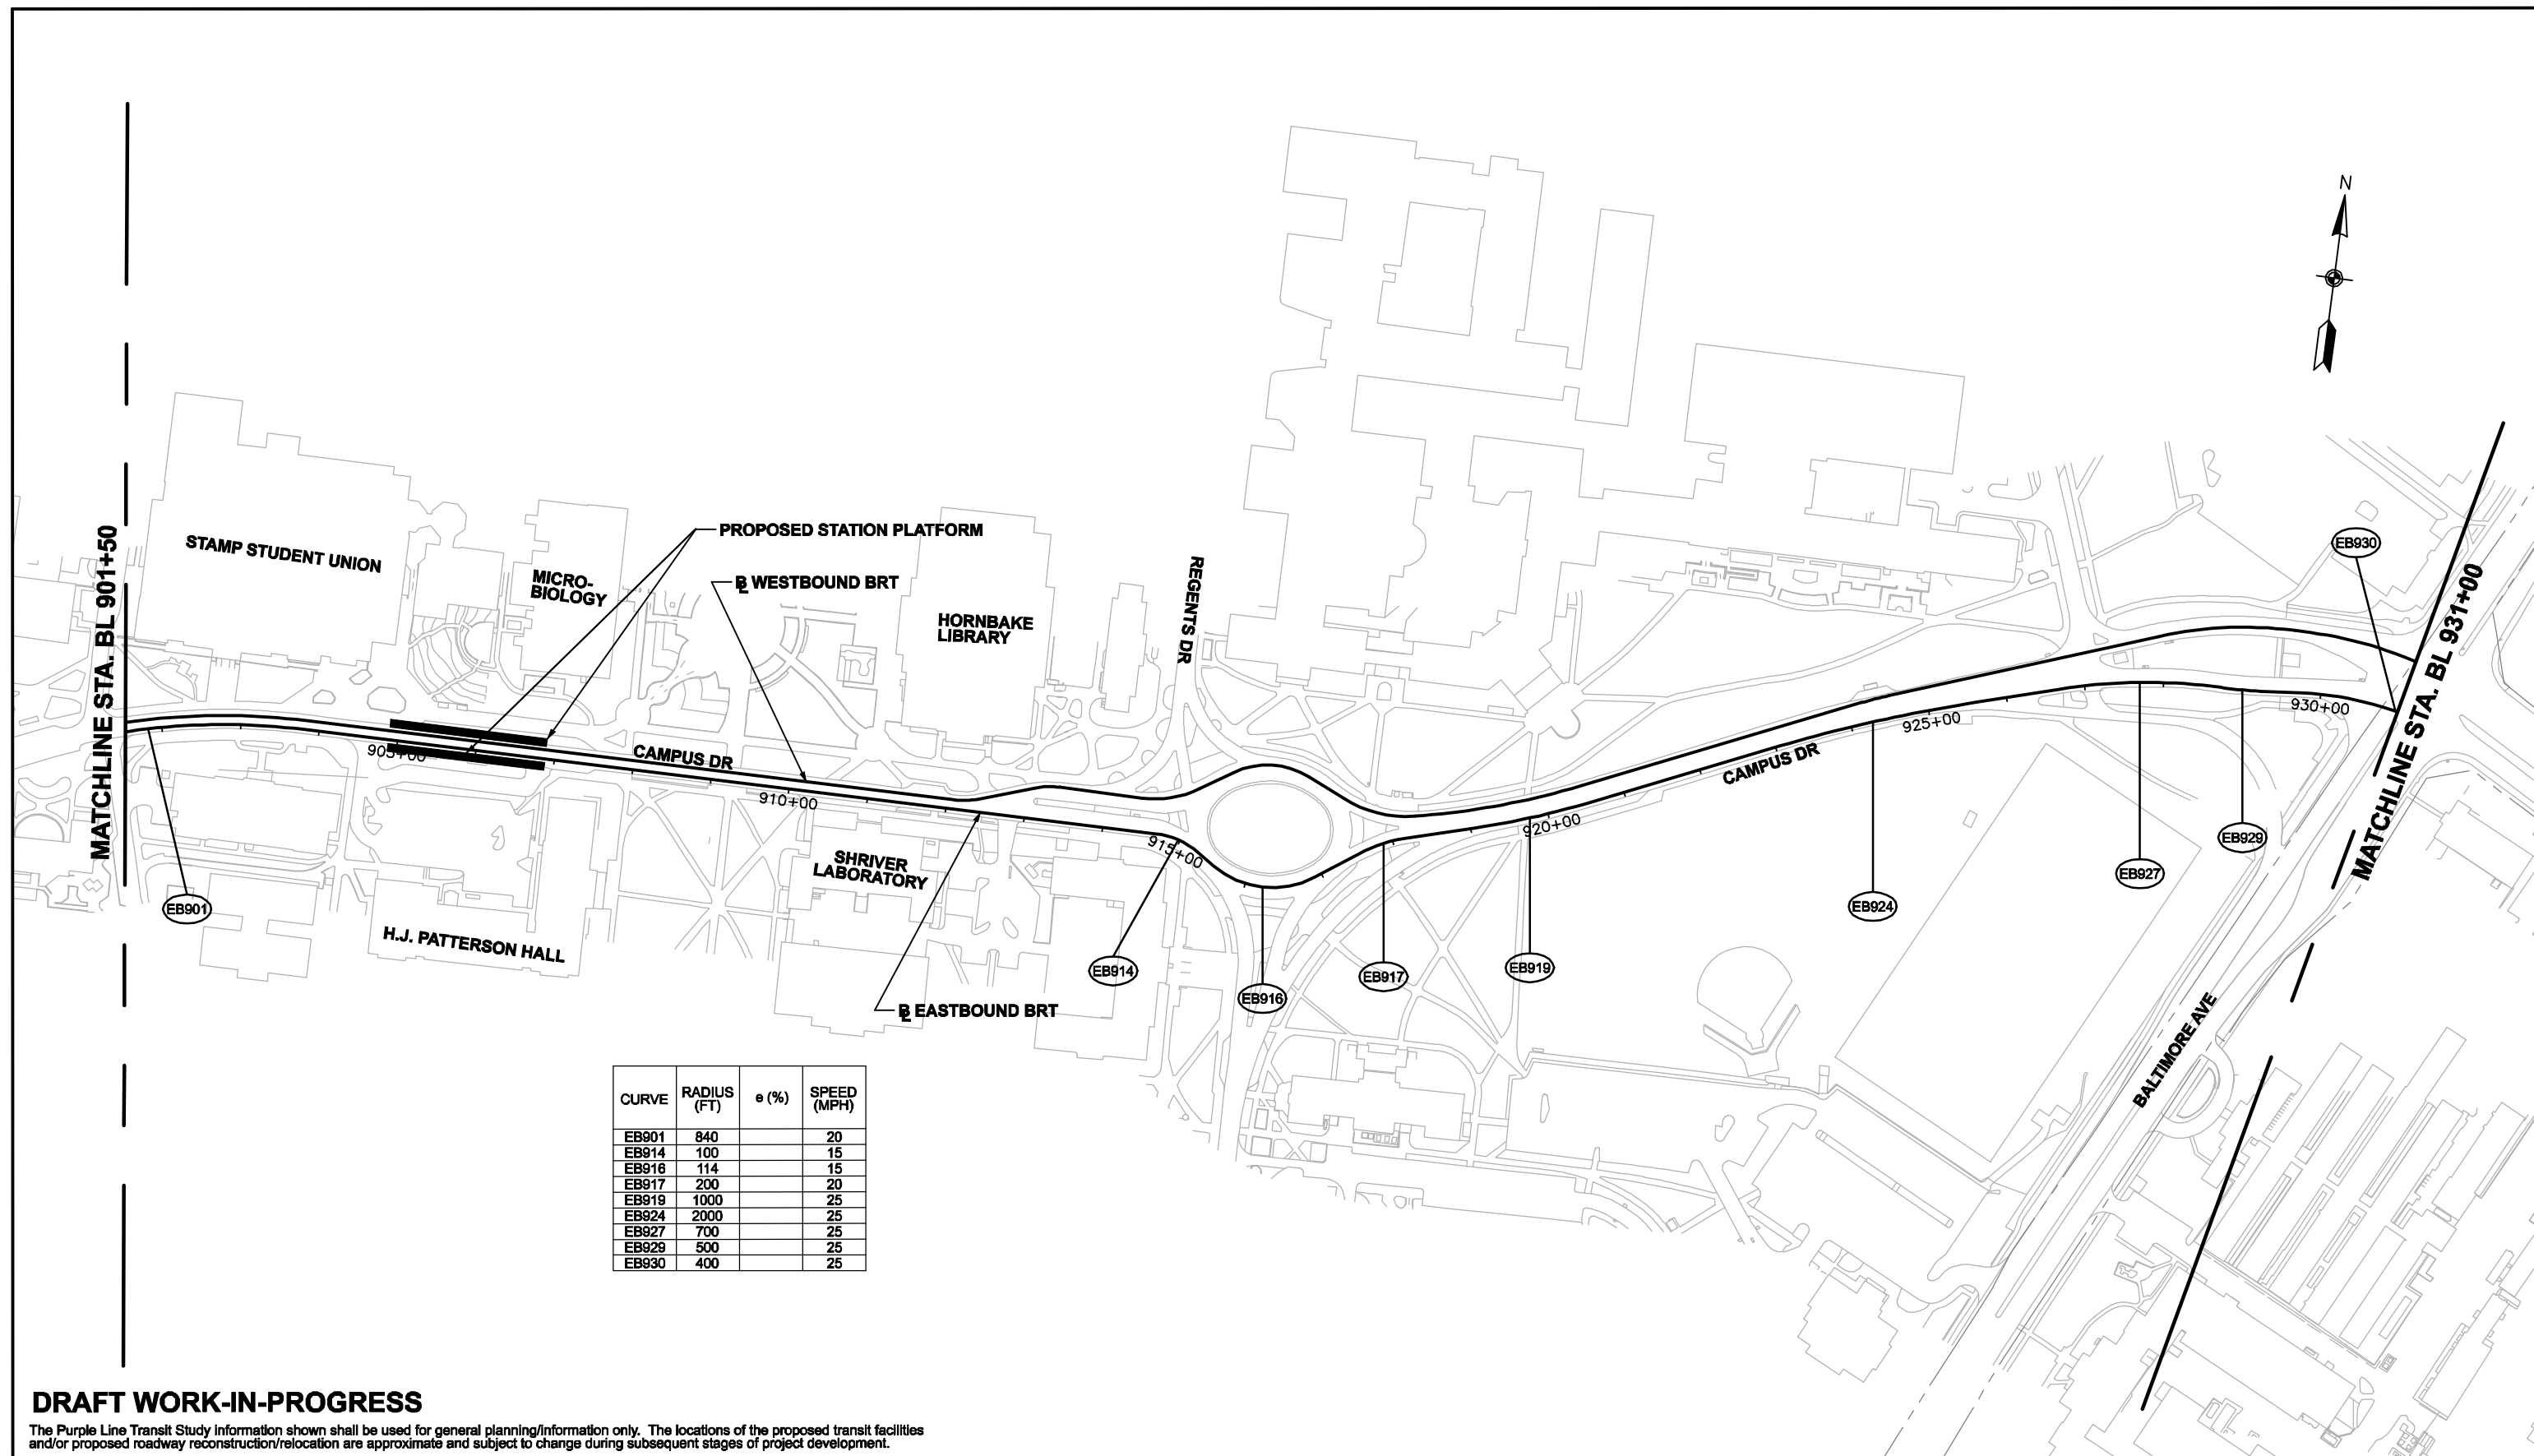 N
EB930
PROPOSED STATION PLATFORM
STAMP STUDENT UNION
MICRO-
BIOLOGY
BL WESTBOUND BRT
REGENTS DR
HORNBAKE
LIBRARY
MATCHLINE STA. BL 901+50
MATCHLINE STA. BL 931+00
930+00
925+00
905+00
CAMPUS DR
CAMPUS DR
910+00
920+00
915+00
EB929
EB927
SHRIVER
LABORATORY
EB901
EB924
H.J. PATTERSON HALL
EB914
EB917
EB919
EB916
BL EASTBOUND BRT
BALTIMORE AVE
CURVE RADIUS (FT) e (%) SPEED (MPH)
EB901 840 20
EB914 100 15
EB916 114 15
EB917 200 20
EB919 1000 25
EB924 2000 25
EB927 700 25
EB929 500 25
EB930 400 25
DRAFT WORK-IN-PROGRESS
The Purple Line Transit Study information shown shall be used for general planning/information only. The locations of the proposed transit facilities
and/or proposed roadway reconstruction/relocation are approximate and subject to change during subsequent stages of project development.